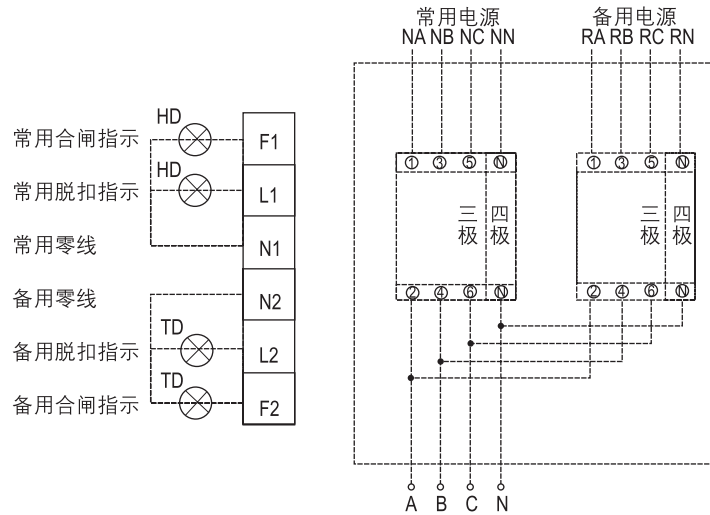 常用合闸指示
HD
F1
常用脱扣指示
HD
L1
常用零线
N1
备用零线
N2
备用脱扣指示
TD
L2
备用合闸指示
TD
F2
常用电源
NA NB NC NN
备用电源
RA RB RC RN
① ③ ⑤ Ⓝ
三极
四极
② ④ ⑥ Ⓝ
① ③ ⑤ Ⓝ
三极
四极
② ④ ⑥ Ⓝ
A B C N